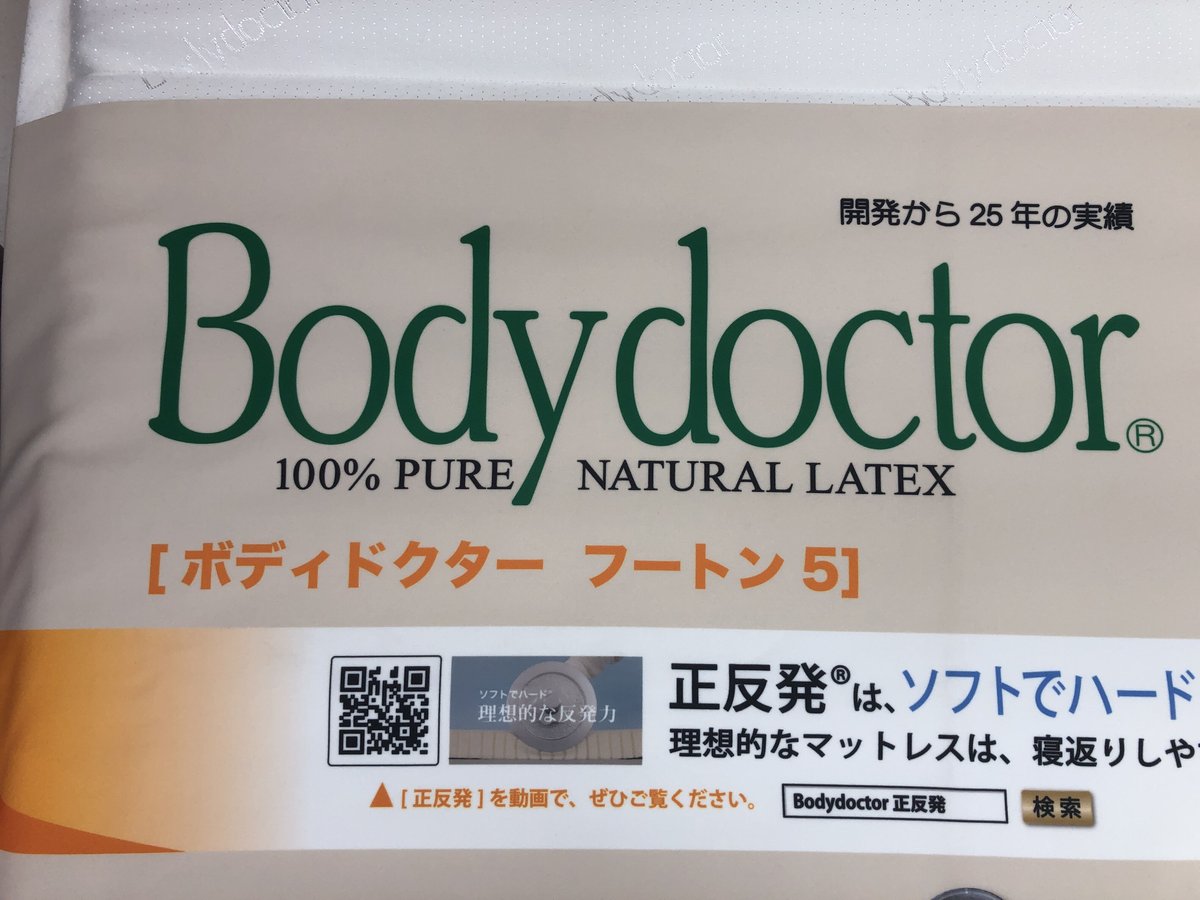 Bodydoctor
Bodydoctor
Bodydoctor
開発から25年の実績
Bodydoctor®
100% PURE NATURAL LATEX
[ボディドクター フートン5]
ソフトでハード
理想的な反発力
正反発®は、ソフトでハード
理想的なマットレスは、寝返りしや
▲[正反発]を動画で、ぜひご覧ください。
Bodydoctor 正反発
検索